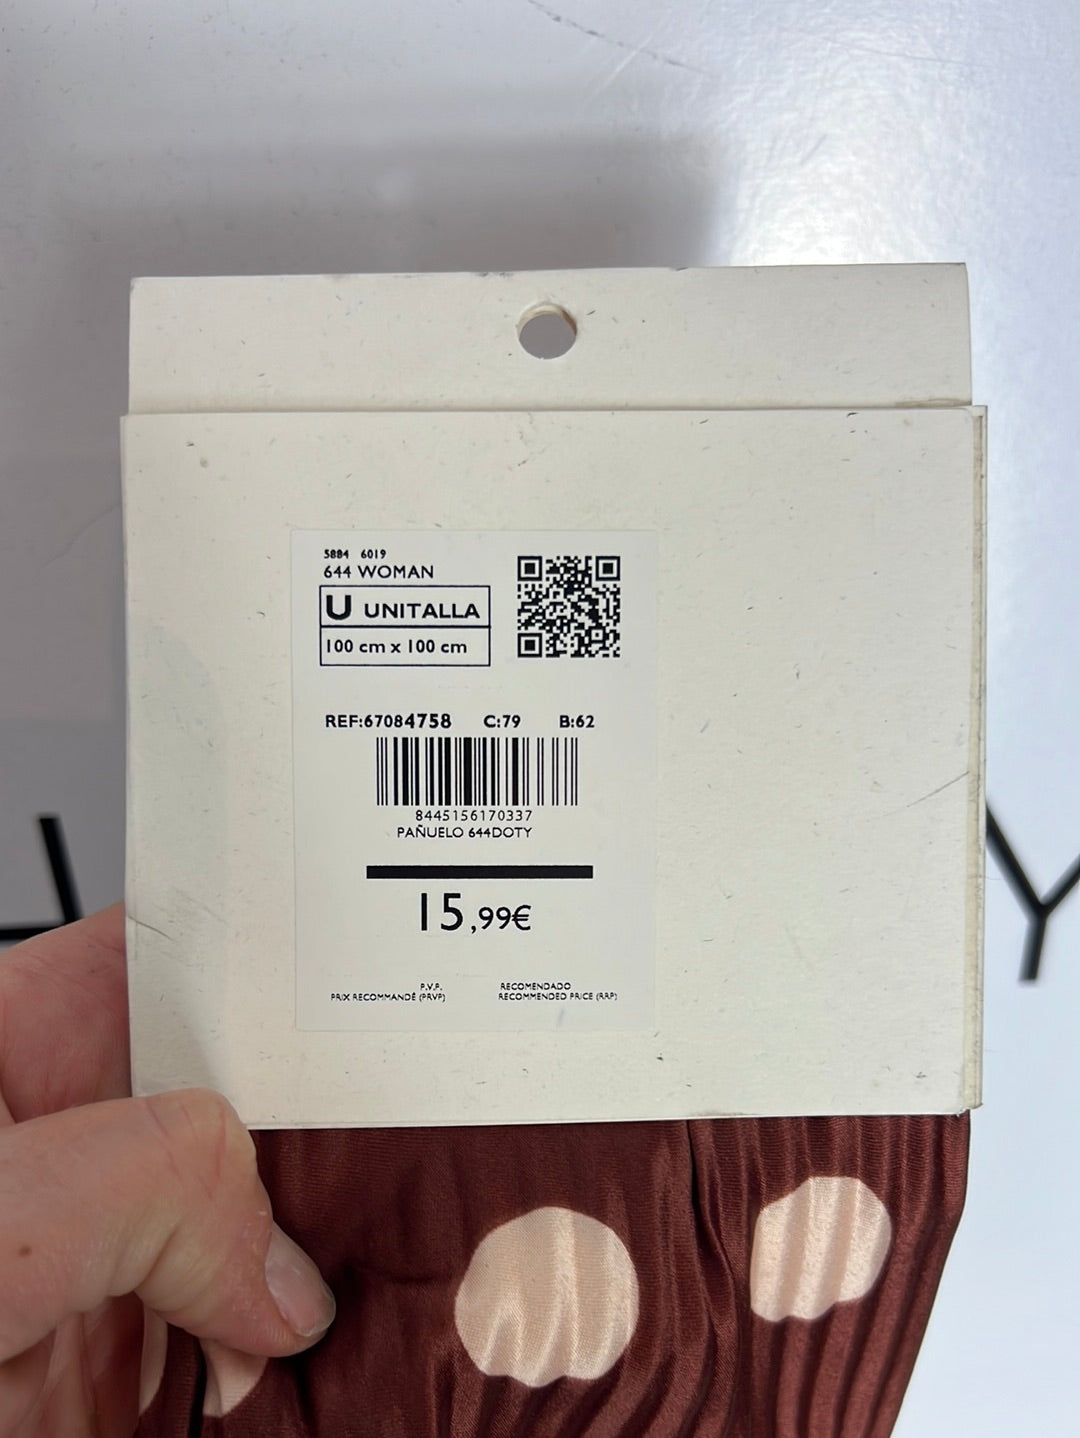 5884 6019
644 WOMAN
U UNITALLA
100 cm x 100 cm
REF:67084758 C:79 B:62
8445156170337
PAÑUELO 644DOTY
15,99€
P.V.P. RECOMENDADO
PRIX RECOMMANDÉ (PRVP) RECOMMENDED PRICE (RRP)
Y